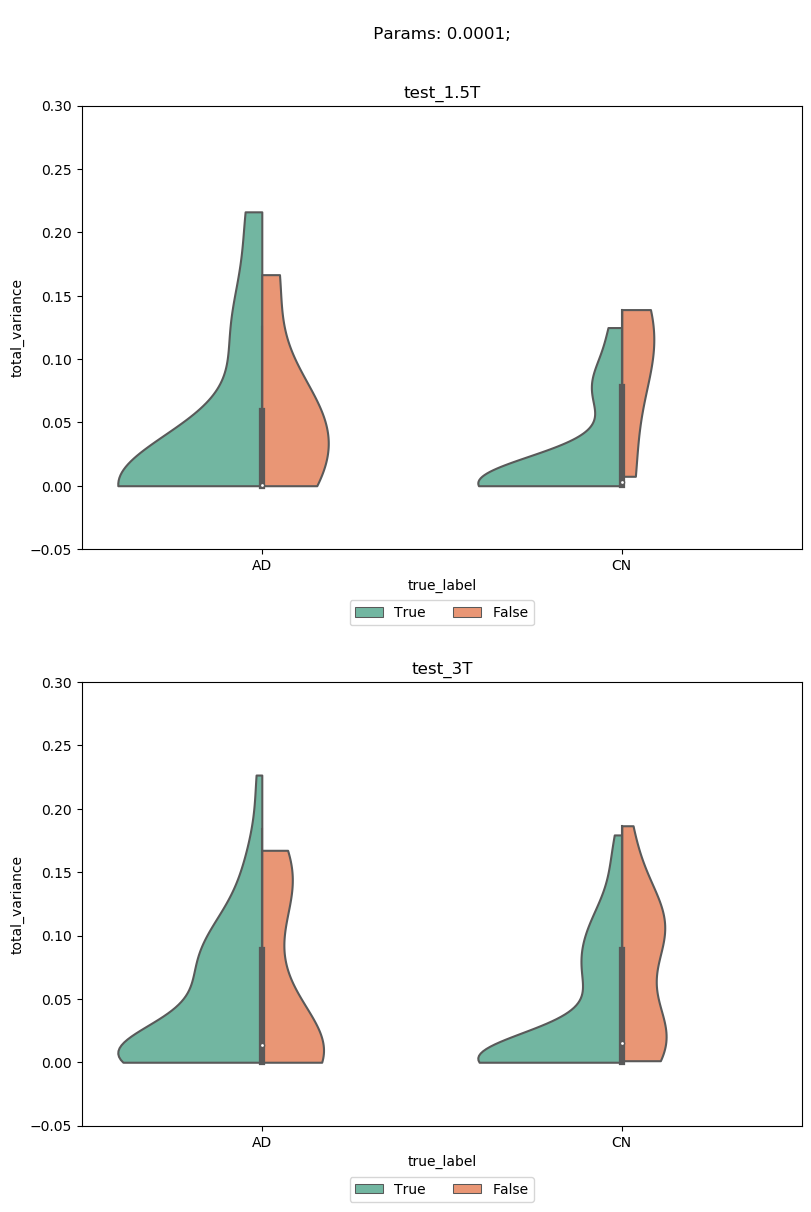 Params: 0.0001;
test_1.5T
0.30
0.25
0.20
0.15
0.10
0.05
0.00
−0.05
total_variance
AD CN
true_label
True False
test_3T
0.30
0.25
0.20
0.15
0.10
0.05
0.00
−0.05
total_variance
AD CN
true_label
True False